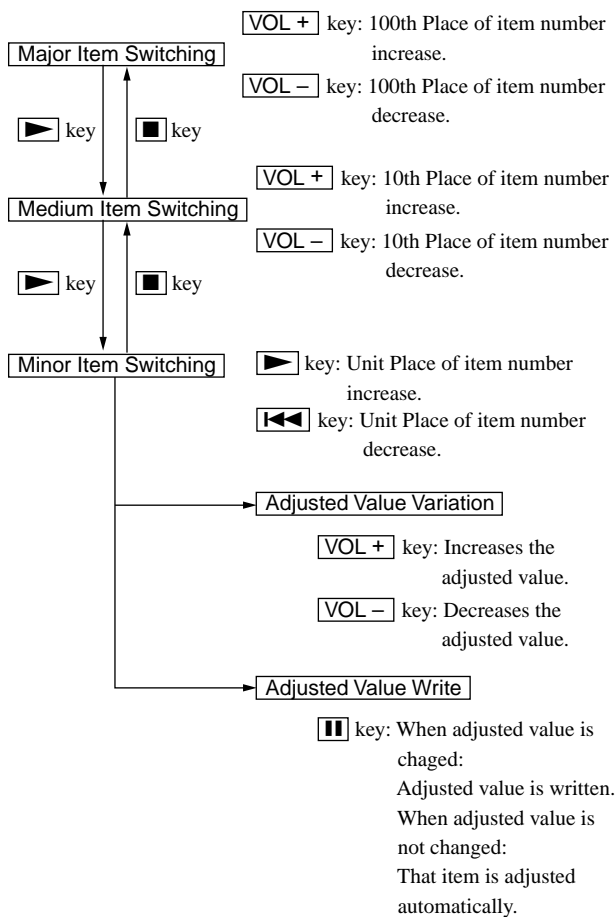 VOL + key: 100th Place of item number
increase.
Major Item Switching
VOL – key: 100th Place of item number
decrease.
key
key
VOL + key: 10th Place of item number
increase.
Medium Item Switching
VOL – key: 10th Place of item number
decrease.
key
key
Minor Item Switching
key: Unit Place of item number
increase.
key: Unit Place of item number
decrease.
Adjusted Value Variation
VOL + key: Increases the
adjusted value.
VOL – key: Decreases the
adjusted value.
Adjusted Value Write
key: When adjusted value is
chaged:
Adjusted value is written.
When adjusted value is
not changed:
That item is adjusted
automatically.